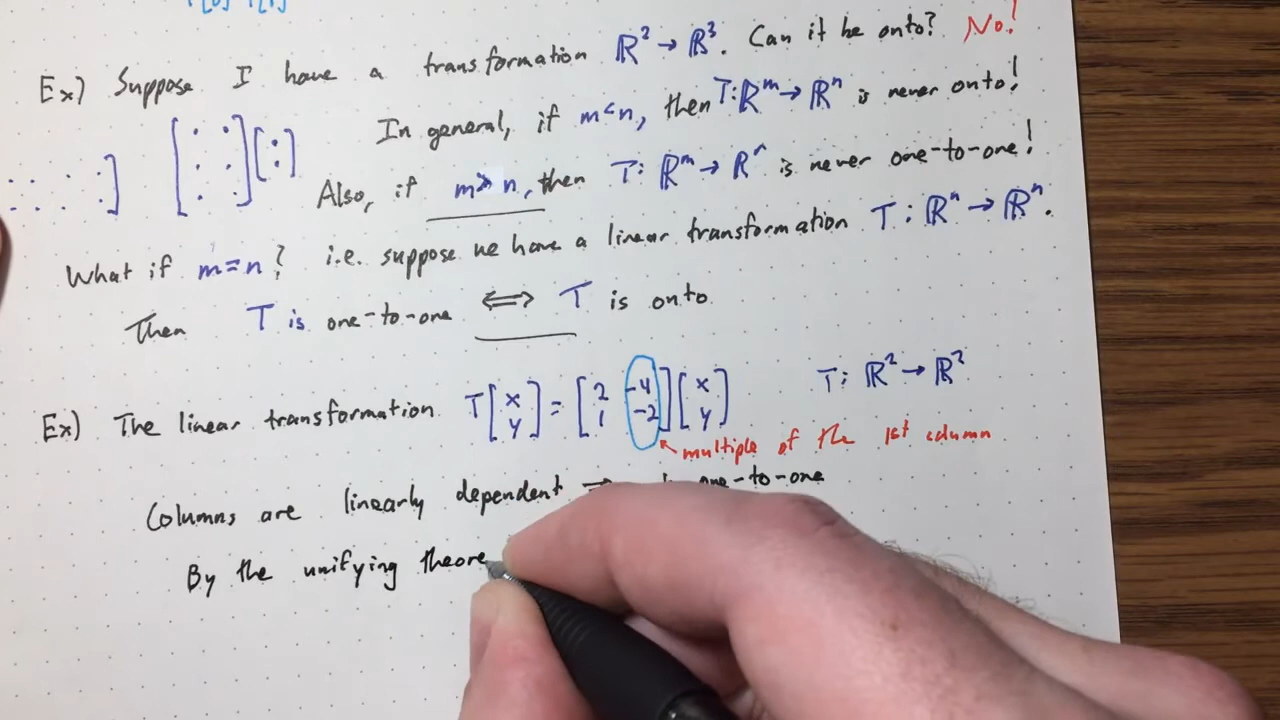 Ex) Suppose I have a transformation ℝ² → ℝ³. Can it be onto? No!
In general, if m<n, then T: ℝᵐ → ℝⁿ is never onto!
Also, if m > n, then T: ℝᵐ → ℝⁿ is never one-to-one!
What if m=n? i.e. suppose we have a linear transformation T: ℝⁿ → ℝⁿ.
Then T is one-to-one ⟺ T is onto
Ex) The linear transformation T[x y] = [2 -4 1 -2][x y] T: ℝ² → ℝ²
multiple of the 1st column
Columns are linearly dependent one-to-one
By the unifying theore